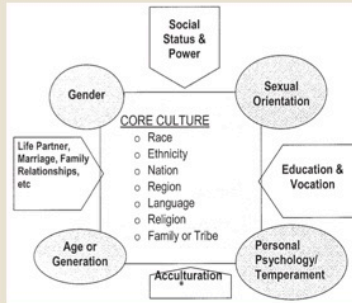 Social
Status &
Power
Gender
Sexual
Orientation
CORE CULTURE
o Race
o Ethnicity
o Nation
o Region
o Language
o Religion
o Family or Tribe
Life Partner,
Marriage, Family
Relationships,
etc
Education &
Vocation
Age or
Generation
Personal
Psychology/
Temperament
Acculturation
*